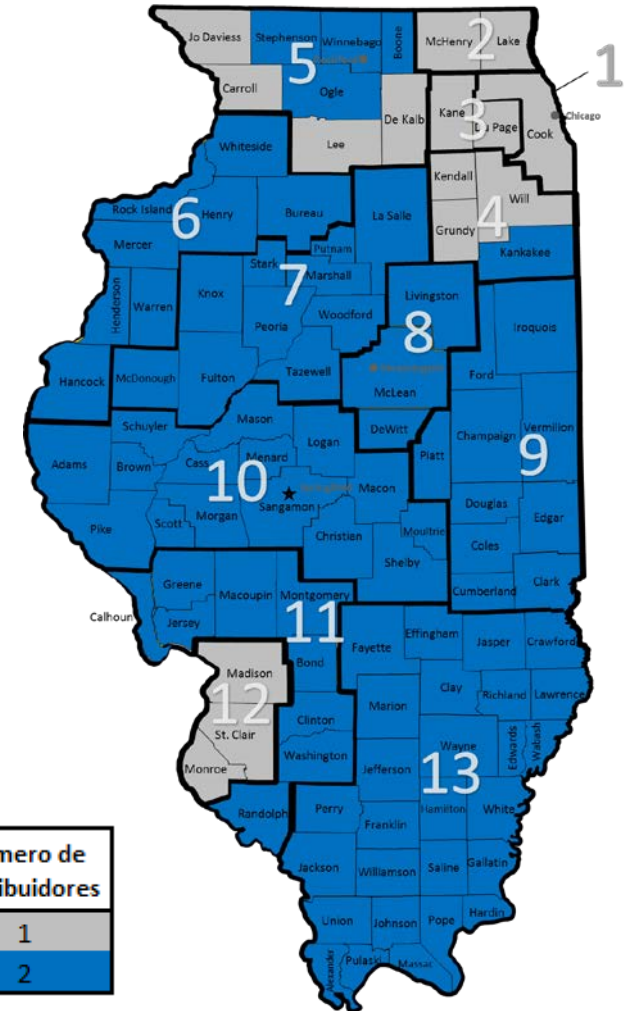 Jo Daviess
Stephenson
Winnebago
Boone
McHenry
Lake
2
5
1
Carroll
Ogle
De Kalb
Kane
3
Du Page
Cook
Chicago
Lee
Whiteside
Kendall
Will
4
Grundy
Kankakee
Rock Island
6
Henry
Bureau
La Salle
Mercer
Putnam
Stark
7
Marshall
Henderson
Warren
Knox
Peoria
Woodford
Livingston
8
Iroquois
Hancock
McDonough
Fulton
Tazewell
McLean
Ford
Schuyler
Mason
Logan
DeWitt
Piatt
Champaign
Vermilion
9
Adams
Brown
Cass
Menard
10
Macon
Sangamon
Pike
Scott
Morgan
Christian
Moultrie
Douglas
Edgar
Coles
Shelby
Cumberland
Clark
Calhoun
Greene
Jersey
Macoupin
Montgomery
11
Fayette
Effingham
Jasper
Crawford
Bond
Madison
12
St. Clair
Monroe
Clinton
Washington
Marion
Clay
Richland
Lawrence
Wayne
Edwards
Wabash
Jefferson
13
Randolph
Perry
Franklin
Hamilton
White
Jackson
Williamson
Saline
Gallatin
Union
Johnson
Pope
Hardin
Alexander
Pulaski
Massac
mero de
ibuidores
1
2